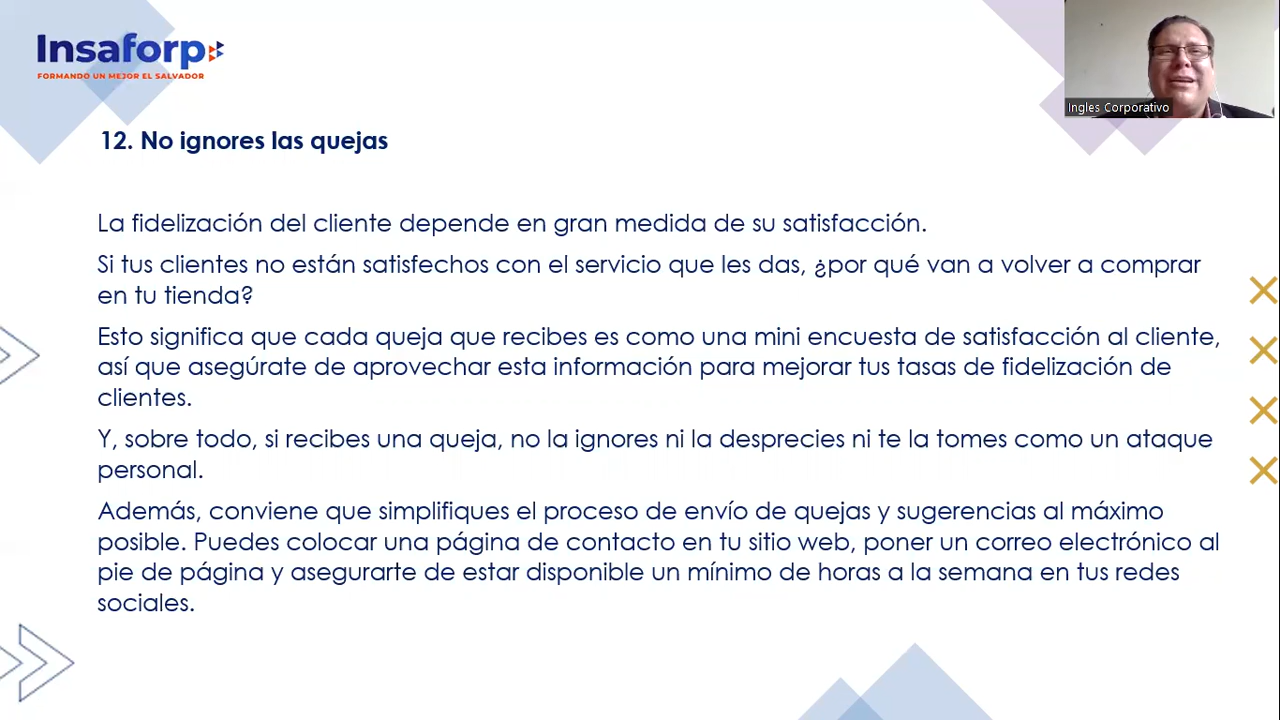 Insaforp
FORMANDO UN MEJOR EL SALVADOR
Ingles Corporativo
12. No ignores las quejas
La fidelización del cliente depende en gran medida de su satisfacción.
Si tus clientes no están satisfechos con el servicio que les das, ¿por qué van a volver a comprar
en tu tienda?
Esto significa que cada queja que recibes es como una mini encuesta de satisfacción al cliente,
así que asegúrate de aprovechar esta información para mejorar tus tasas de fidelización de
clientes.
Y, sobre todo, si recibes una queja, no la ignores ni la desprecies ni te la tomes como un ataque
personal.
Además, conviene que simplifiques el proceso de envío de quejas y sugerencias al máximo
posible. Puedes colocar una página de contacto en tu sitio web, poner un correo electrónico al
pie de página y asegurarte de estar disponible un mínimo de horas a la semana en tus redes
sociales.